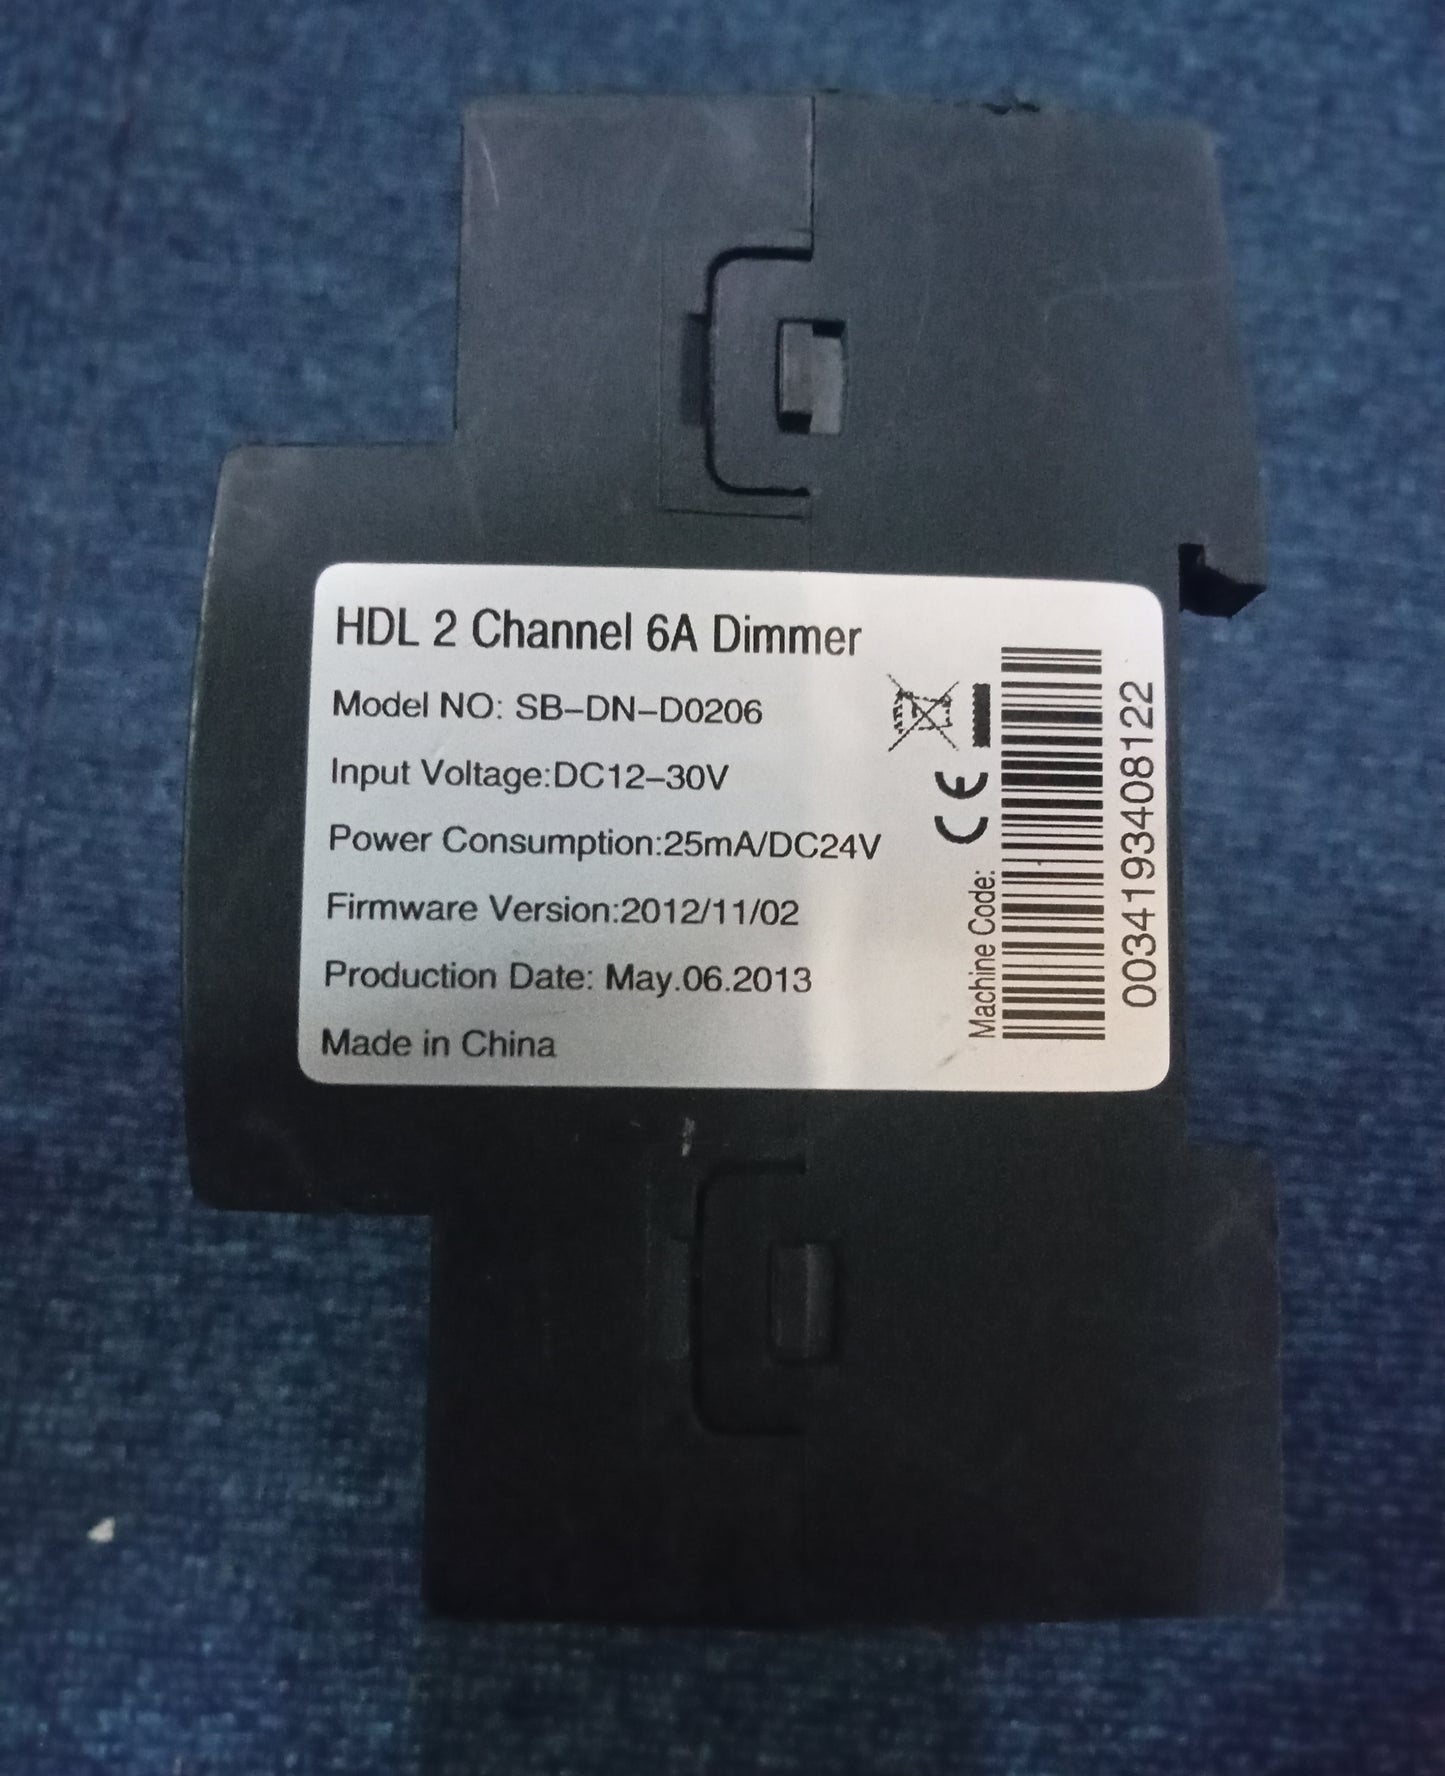 HDL 2 Channel 6A Dimmer
Model NO: SB-DN-D0206
Input Voltage:DC12-30V
Power Consumption:25mA/DC24V
Firmware Version:2012/11/02
Production Date: May.06.2013
Made in China
CE
Machine Code:
0034193408122